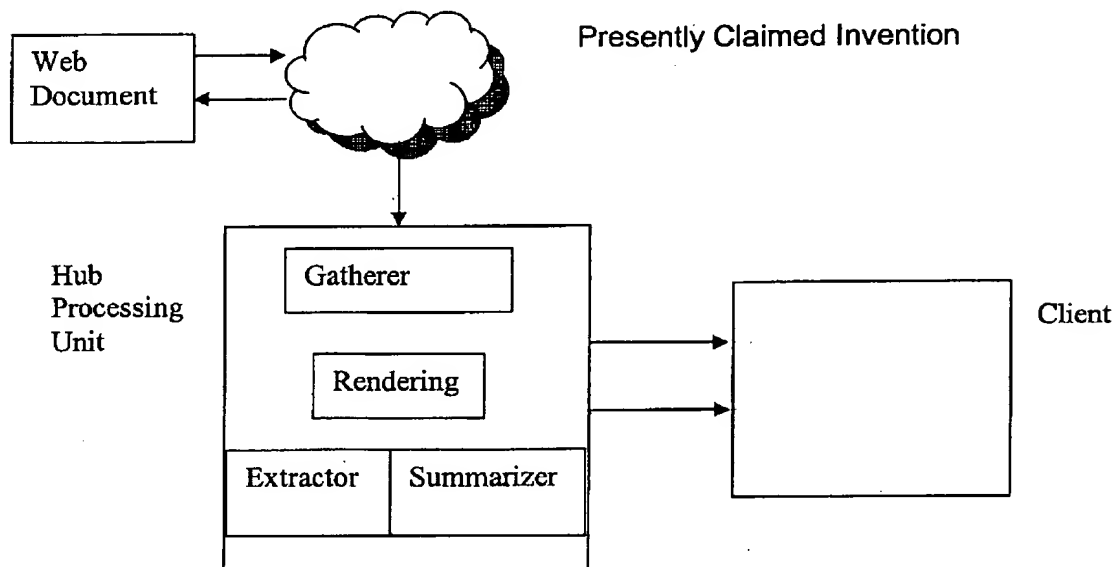 Presently Claimed Invention
Web
Document
Hub
Processing
Unit
Gatherer
Rendering
Extractor
Summarizer
Client